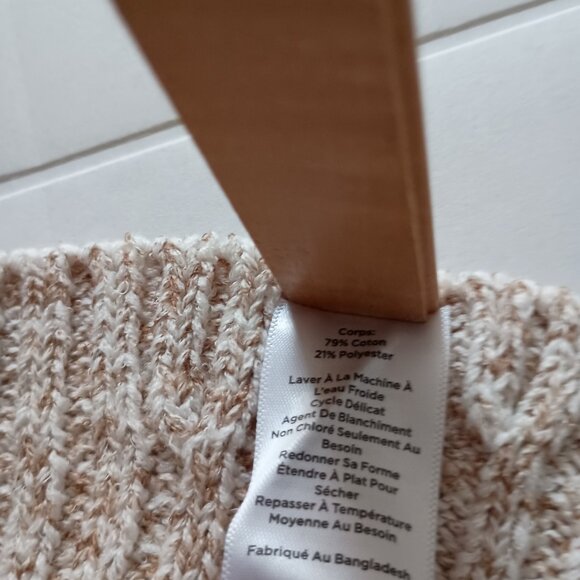 Corps:
79% Coton
21% Polyester
Laver À La Machine À
L'eau Froide
Cycle Délicat
Agent De Blanchiment
Non Chloré Seulement Au
Besoin
Redonner Sa Forme
Étendre À Plat Pour
Sécher
Repasser À Température
Moyenne Au Besoin
Fabriqué Au Bangladesh